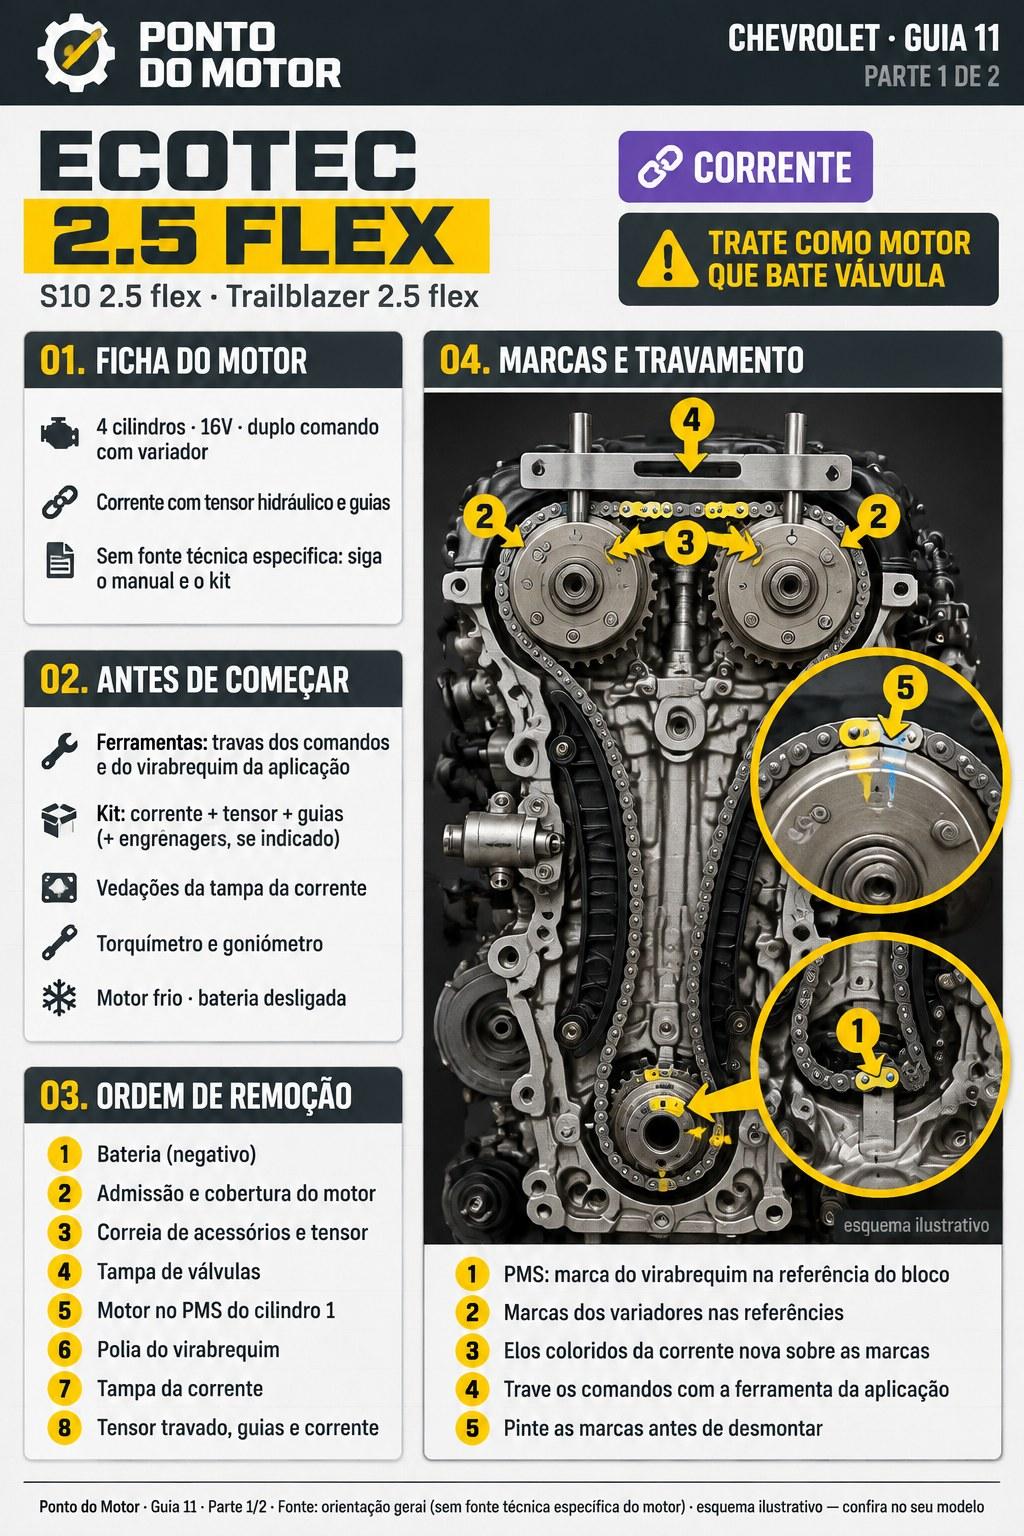 PONTO
DO MOTOR
CHEVROLET · GUIA 11
PARTE 1 DE 2
ECOTEC
2.5 FLEX
S10 2.5 flex · Trailblazer 2.5 flex
CORRENTE
TRATE COMO MOTOR
QUE BATE VÁLVULA
01. FICHA DO MOTOR
4 cilindros · 16V · duplo comando
com variador
Corrente com tensor hidráulico e guias
Sem fonte técnica especifica: siga
o manual e o kit
02. ANTES DE COMEÇAR
Ferramentas: travas dos comandos
e do virabrequim da aplicação
Kit: corrente + tensor + guias
(+ engrênagers, se indicado)
Vedações da tampa da corrente
Torquímetro e goniómetro
Motor frio · bateria desligada
03. ORDEM DE REMOÇÃO
1 Bateria (negativo)
2 Admissão e cobertura do motor
3 Correia de acessórios e tensor
4 Tampa de válvulas
5 Motor no PMS do cilindro 1
6 Polia do virabrequim
7 Tampa da corrente
8 Tensor travado, guias e corrente
04. MARCAS E TRAVAMENTO
4
2
3
2
5
1
esquema ilustrativo
1 PMS: marca do virabrequim na referência do bloco
2 Marcas dos variadores nas referêncies
3 Elos coloridos da corrente nova sobre as marcas
4 Trave os comandos com a ferramenta da aplicação
5 Pinte as marcas antes de desmontar
Ponto do Motor · Guia 11 · Parte 1/2 · Fonte: orientação geral (sem fonte técnica específica do motor) · esquema ilustrativo — confira no seu modelo